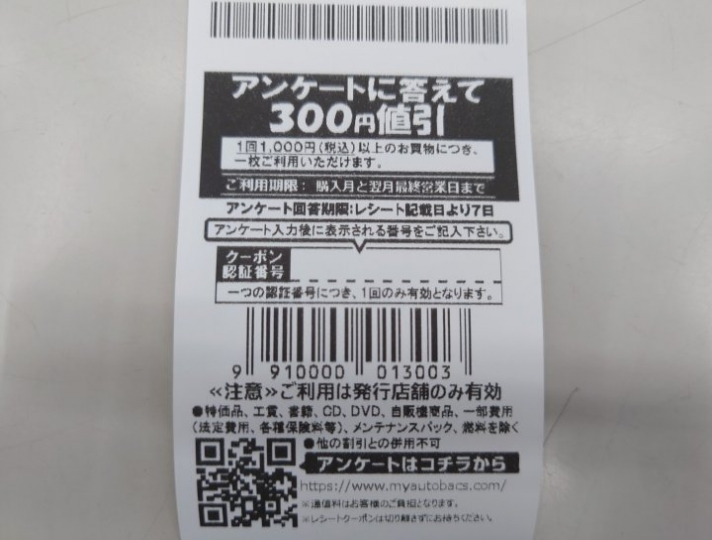 アンケートに答えて
300円値引
1回1,000円(税込)以上のお買物につき、
一枚ご利用いただけます。
ご利用期限： 購入月と翌月最終営業日まで
アンケート回答期限:レシート記載日より7日
アンケート入力後に表示される番号をご記入下さい。
クーポン
認証番号
一つの認証番号につき、1回のみ有効となります。
9 910000 013003
≪注意≫ご利用は発行店舗のみ有効
●特価品、工賃、書籍、CD、DVD、自販機商品、一部費用
(法定費用、各種保険料等)、メンテナンスパック、燃料を除く
●他の割引との併用不可
アンケートはコチラから
https://www.myautobacs.com/
※通信料はお客様のご負担となります。
※レシートクーポンは切り離さずにお持ちください。